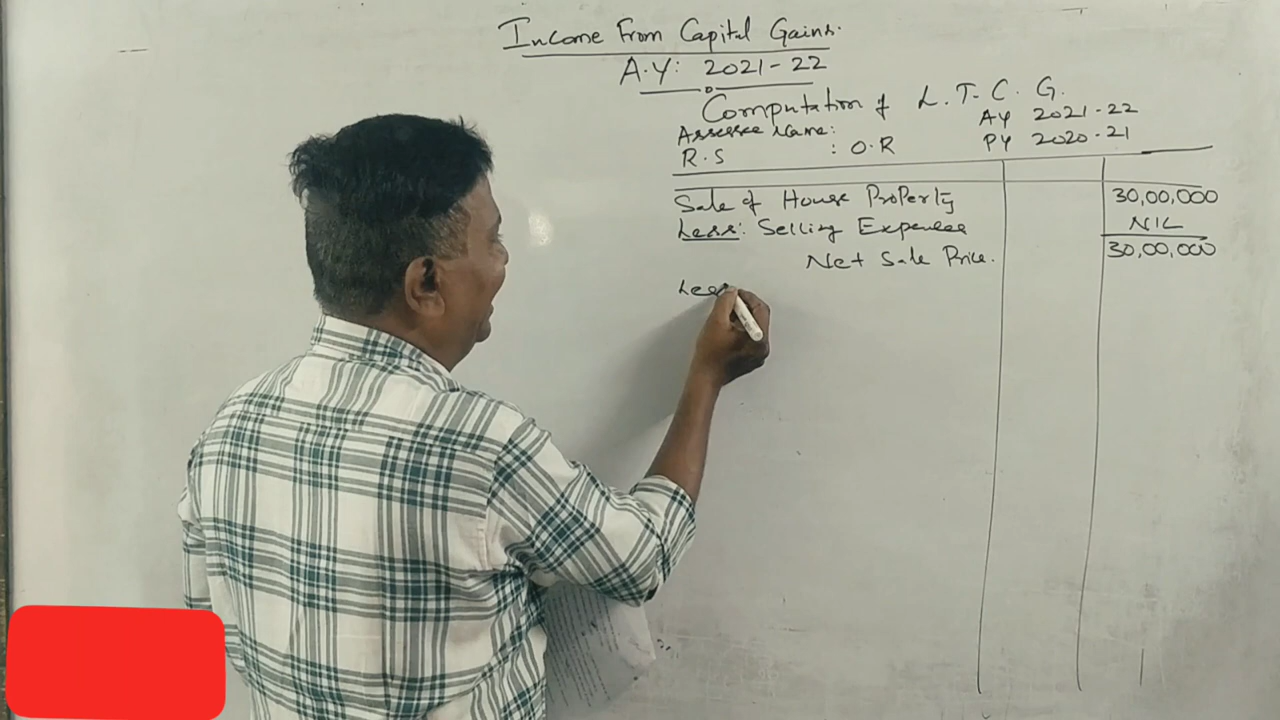 Income From Capital Gains.
A.Y: 2021-22
Computation of L.T.C.G.
Assessee Name:
AY 2021-22
R.S : O.R
PY 2020-21
Sale of House Property 30,00,000
Less: Selling Expenses NIL
Net Sale Price. 30,00,000
Less